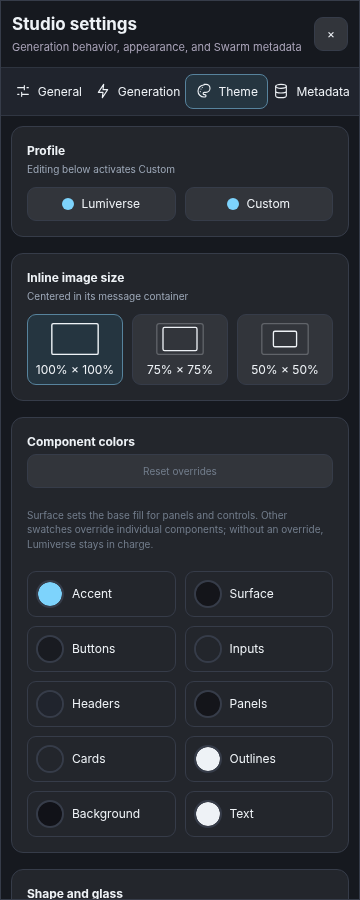 Studio settings
Generation behavior, appearance, and Swarm metadata
×
General
Generation
Theme
Metadata
Profile
Editing below activates Custom
Lumiverse
Custom
Inline image size
Centered in its message container
100% × 100%
75% × 75%
50% × 50%
Component colors
Reset overrides
Surface sets the base fill for panels and controls. Other
swatches override individual components; without an override,
Lumiverse stays in charge.
Accent
Surface
Buttons
Inputs
Headers
Panels
Cards
Outlines
Background
Text
Shape and glass